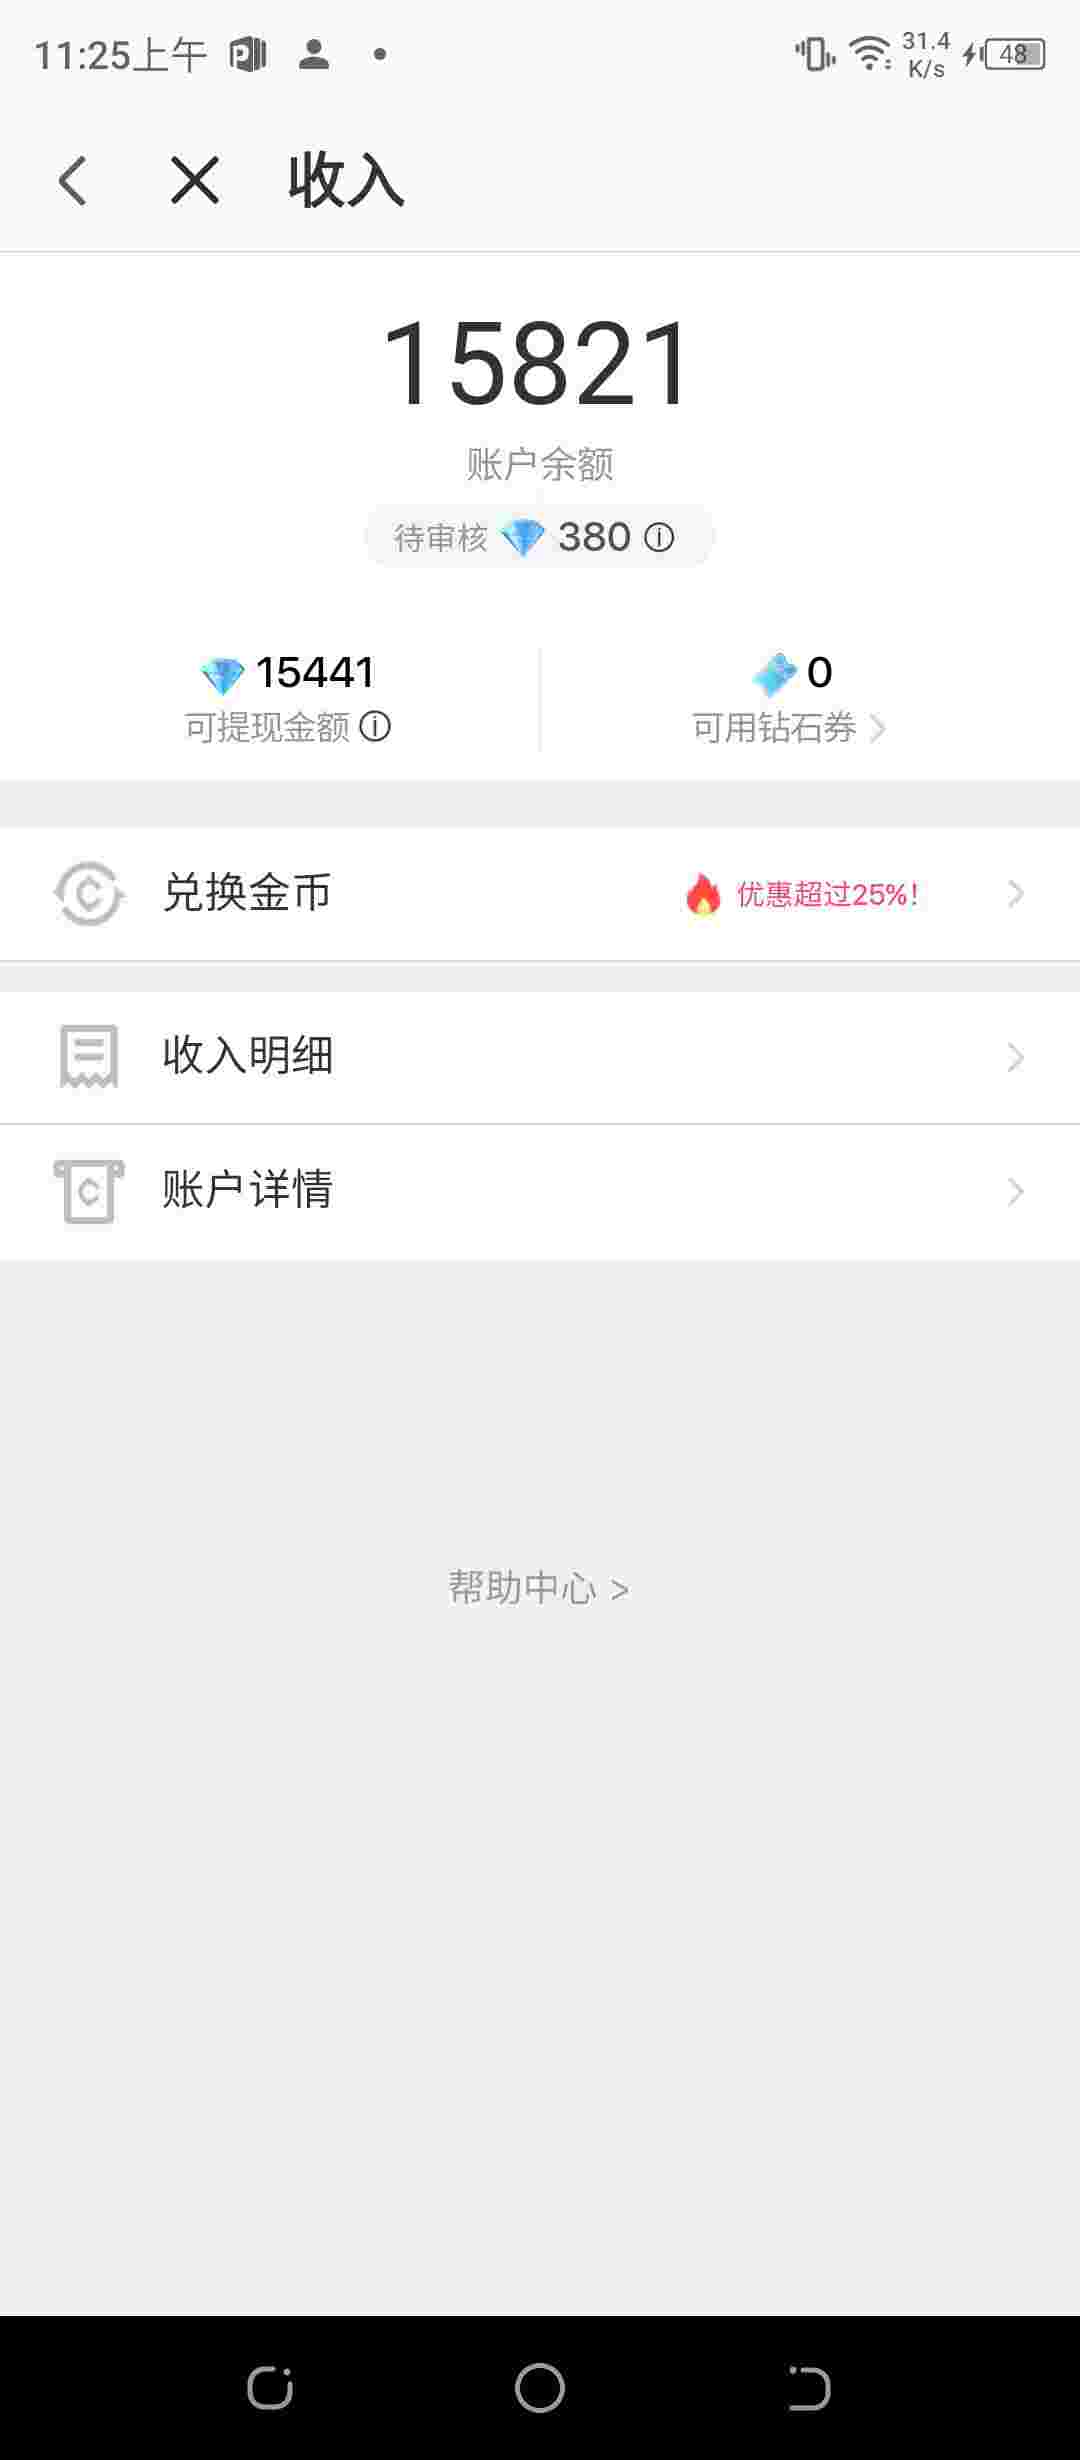 11:25上午
31.4
K/s
48
收入
15821
账户余额
待审核 380
15441
可提现金额
0
可用钻石券
兑换金币
优惠超过25%!
收入明细
账户详情
帮助中心 >